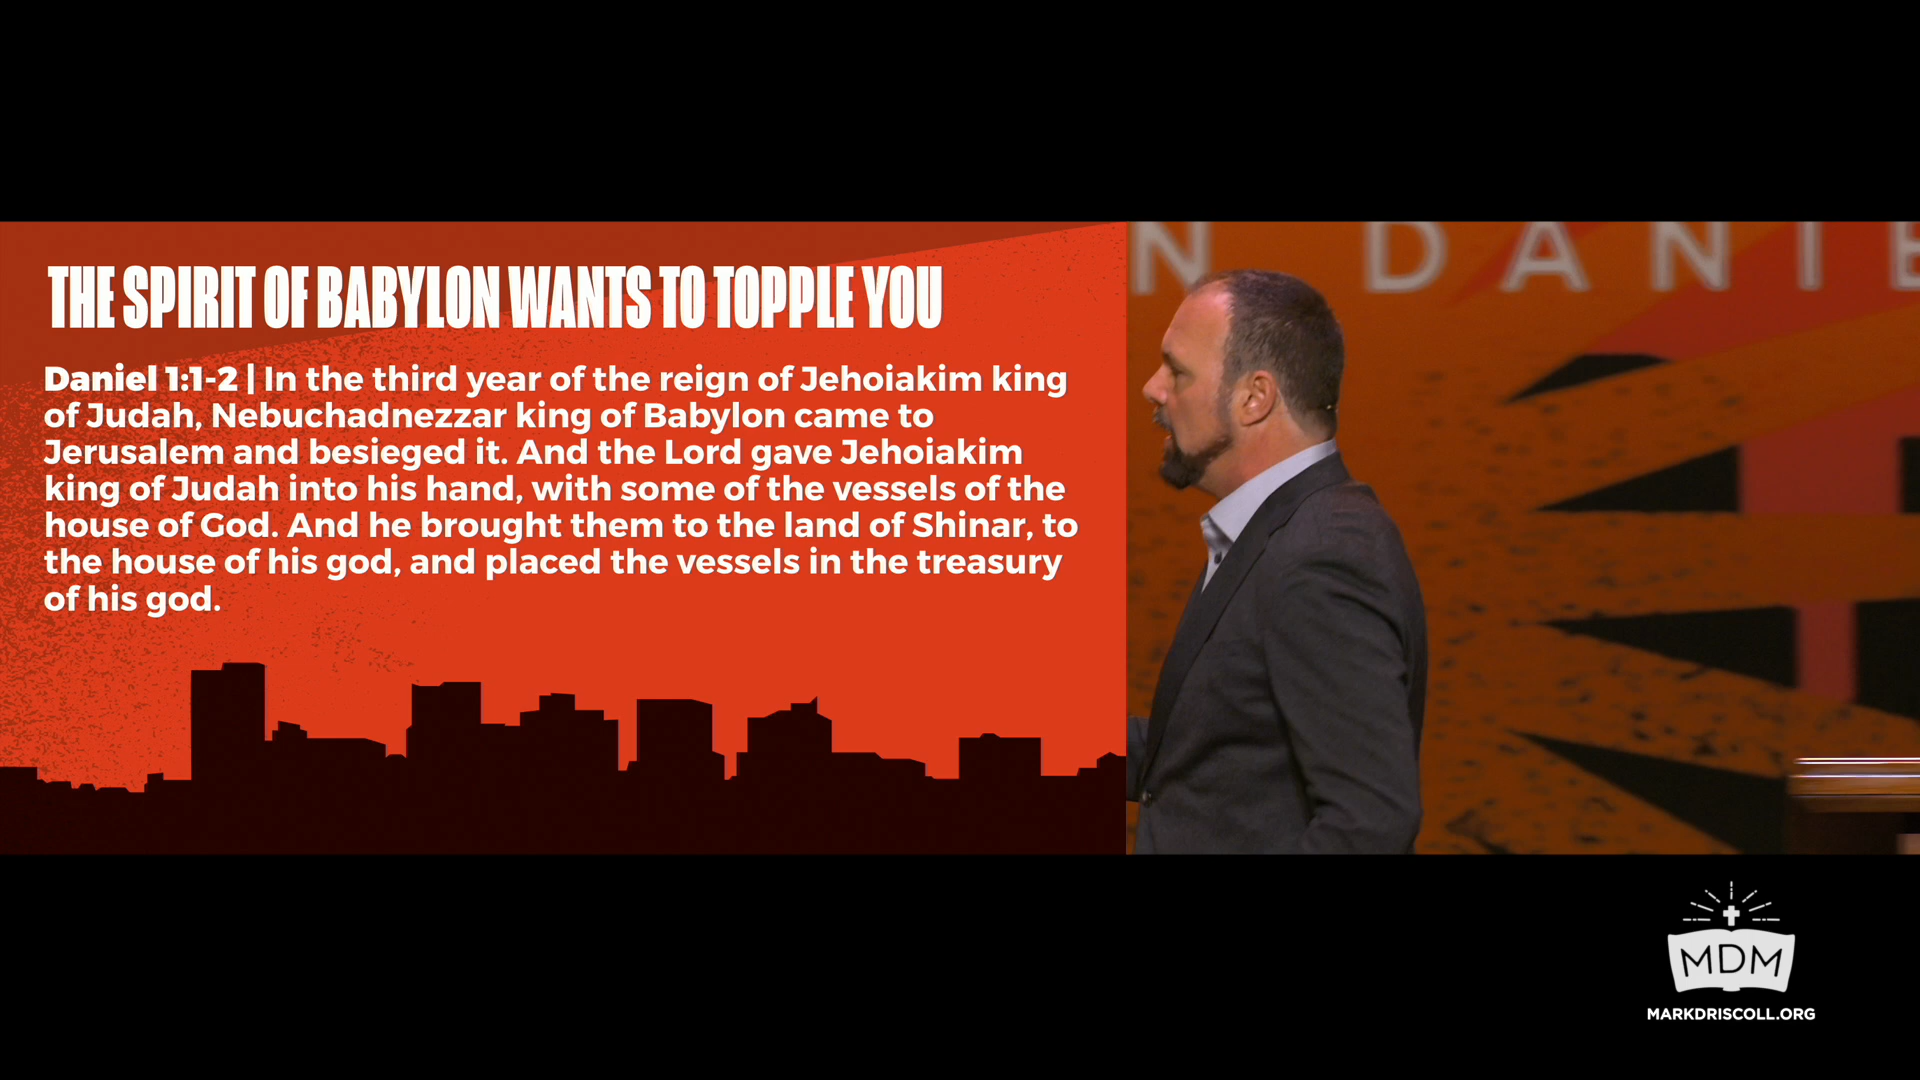 THE SPIRIT OF BABYLON WANTS TO TOPPLE YOU
Daniel 1:1-2 | In the third year of the reign of Jehoiakim king
of Judah, Nebuchadnezzar king of Babylon came to
Jerusalem and besieged it. And the Lord gave Jehoiakim
king of Judah into his hand, with some of the vessels of the
house of God. And he brought them to the land of Shinar, to
the house of his god, and placed the vessels in the treasury
of his god.
N DANIE
MDM
MARKDRISCOLL.ORG